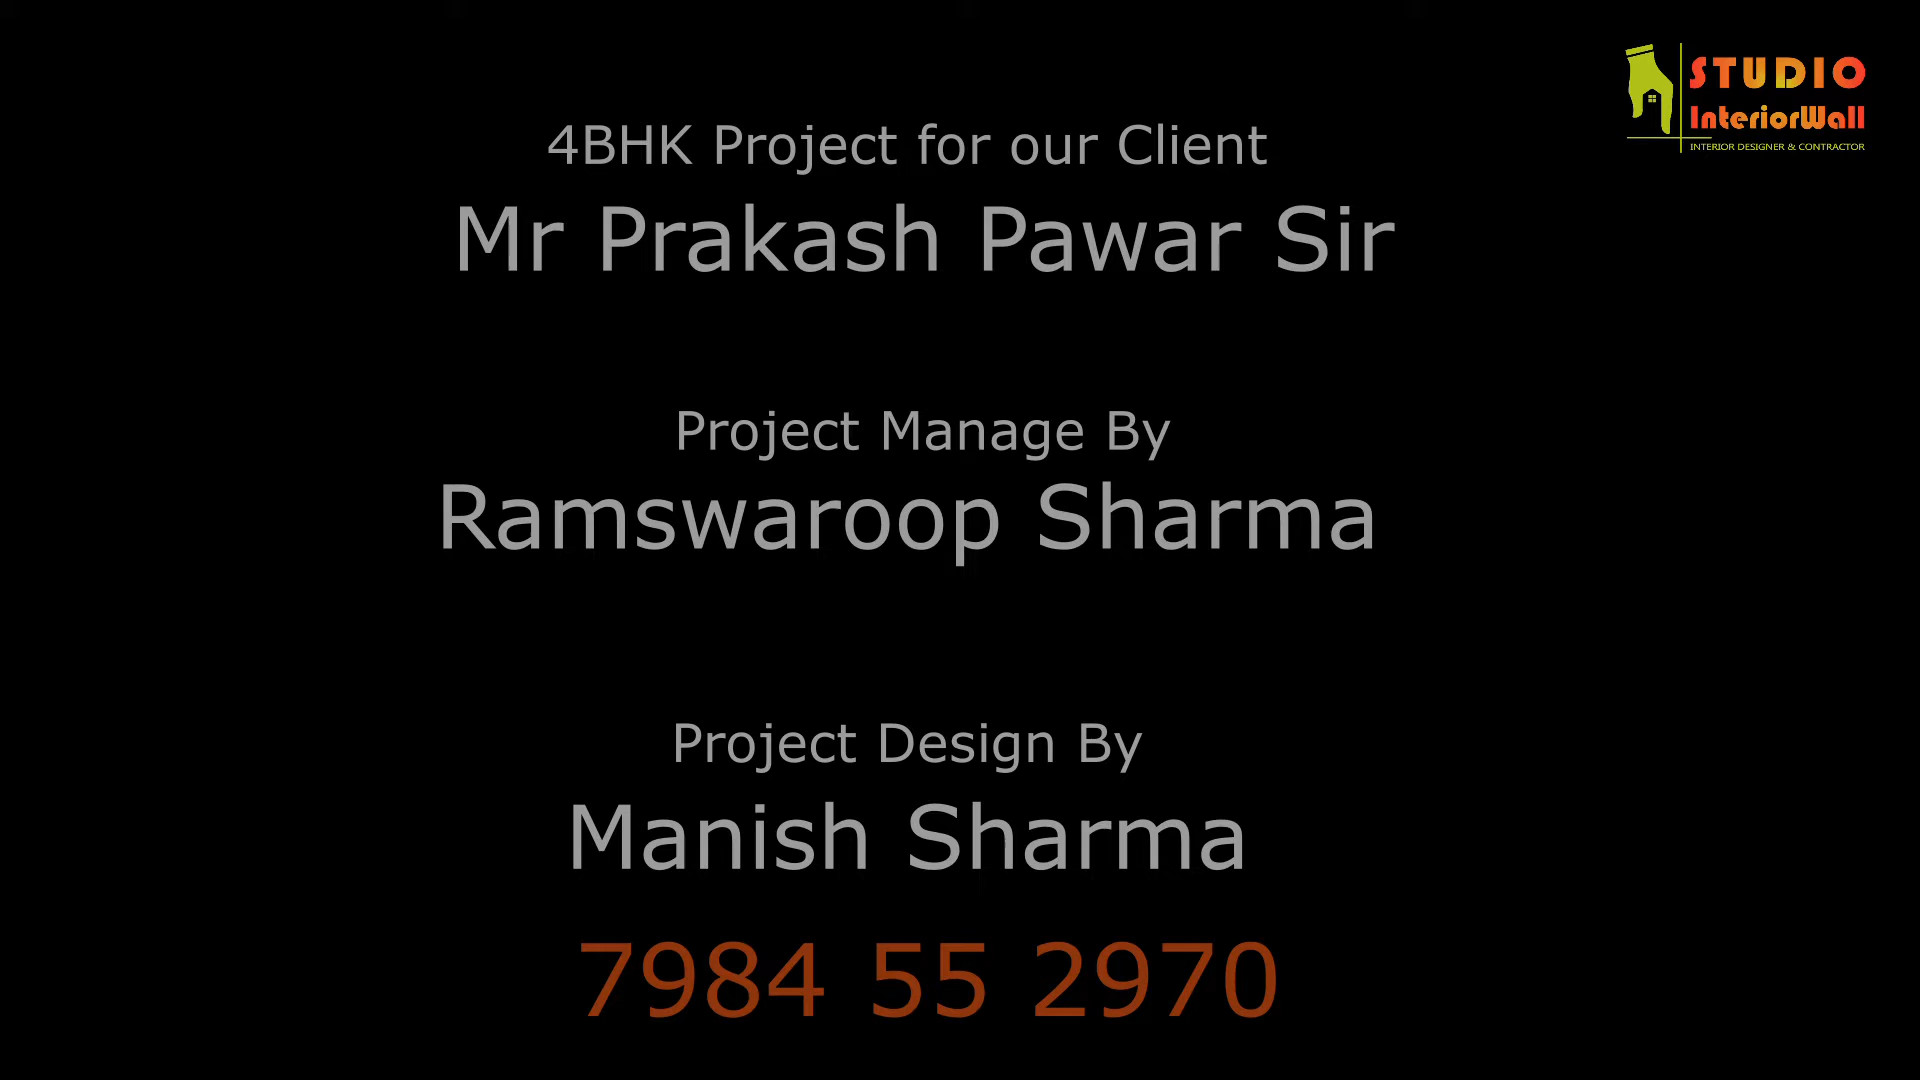 STUDIO
InteriorWall
INTERIOR DESIGNER & CONTRACTOR
4BHK Project for our Client
Mr Prakash Pawar Sir
Project Manage By
Ramswaroop Sharma
Project Design By
Manish Sharma
7984 55 2970